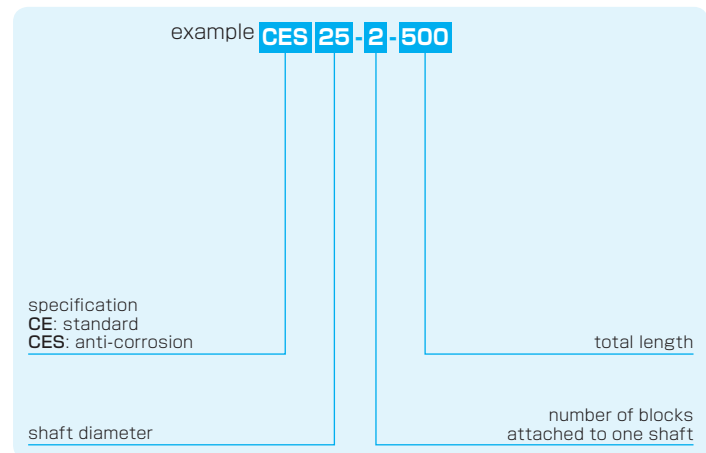 example CES 25 - 2 - 500
specification
CE: standard
CES: anti-corrosion
total length
shaft diameter
number of blocks
attached to one shaft